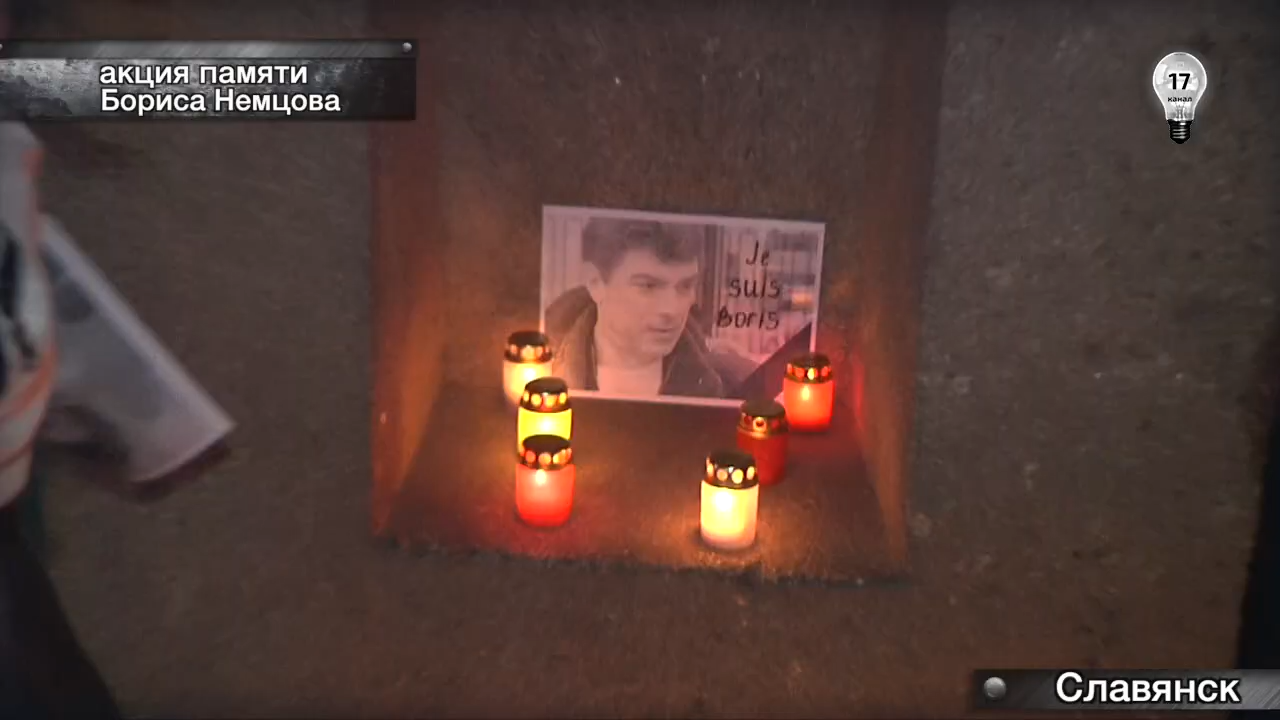 акция памяти
Бориса Немцова
17
канал
Je
suis
Boris
Славянск